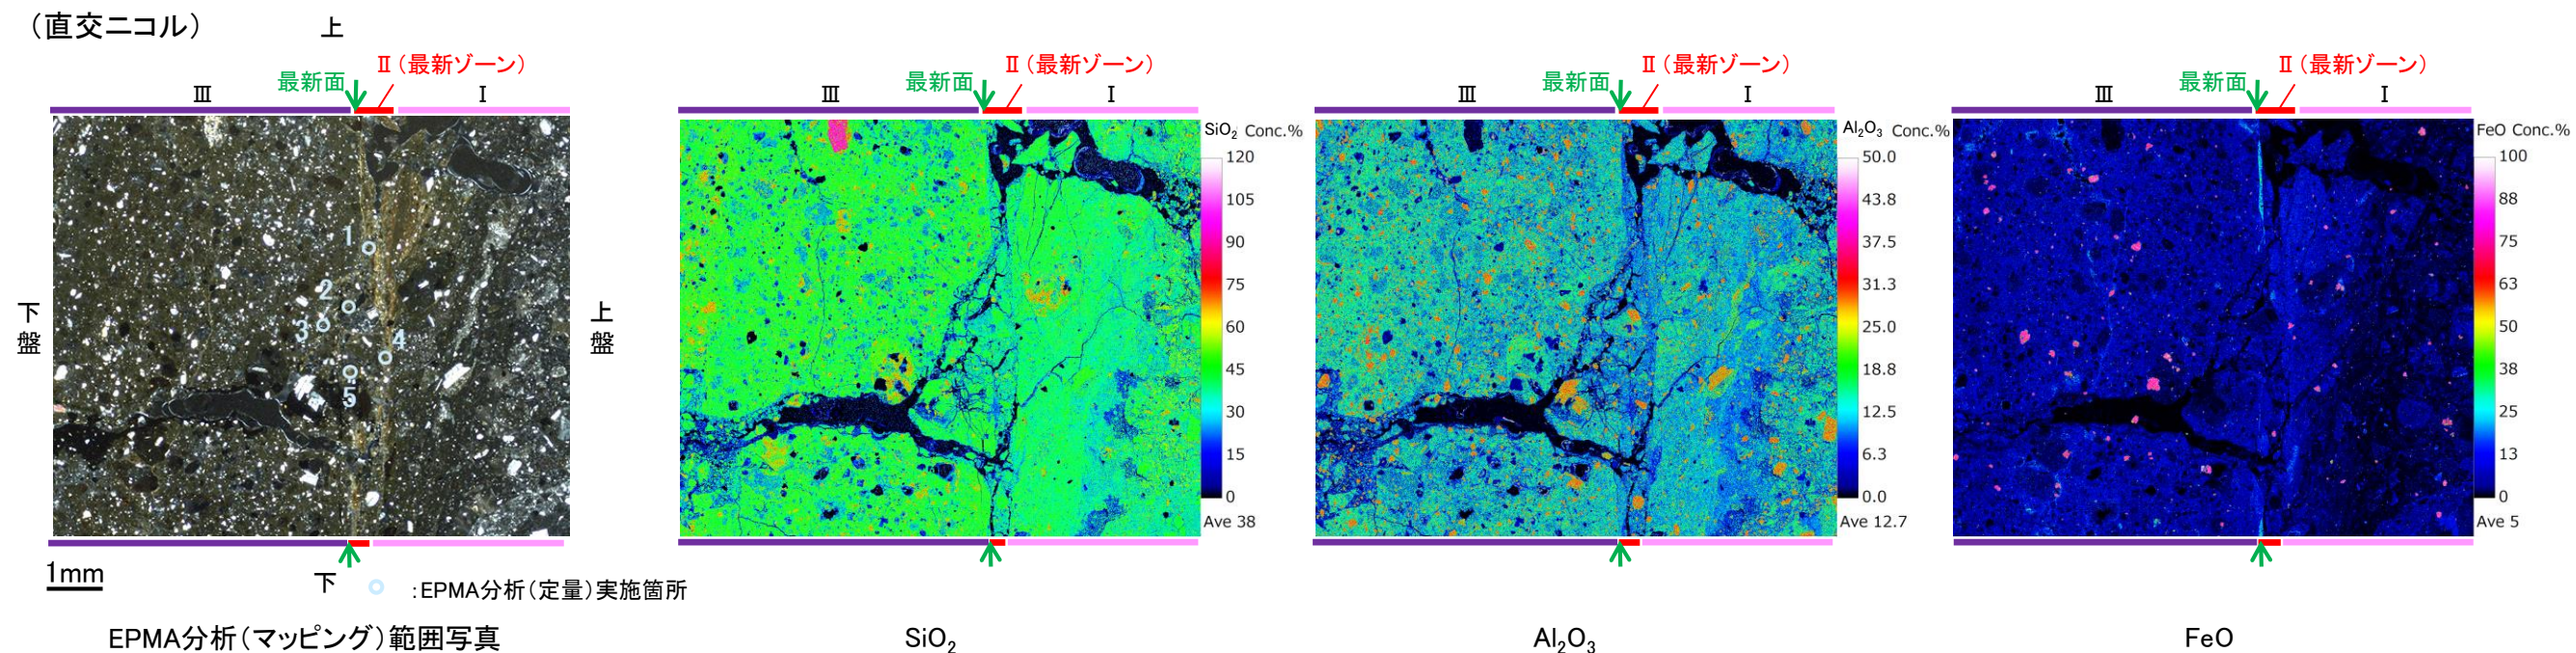 (直交ニコル)
上
最新面
Ⅱ(最新ゾーン)
Ⅲ
Ⅰ
下盤
上盤
1
2
3
4
5
1mm
下
:EPMA分析(定量)実施箇所
EPMA分析(マッピング)範囲写真
最新面
Ⅱ(最新ゾーン)
Ⅲ
Ⅰ
SiO₂ Conc.%
120
105
90
75
60
45
30
15
0
Ave 38
SiO₂
最新面
Ⅱ(最新ゾーン)
Ⅲ
Ⅰ
Al₂O₃ Conc.%
50.0
43.8
37.5
31.3
25.0
18.8
12.5
6.3
0.0
Ave 12.7
Al₂O₃
最新面
Ⅱ(最新ゾーン)
Ⅲ
Ⅰ
FeO Conc.%
100
88
75
63
50
38
25
13
0
Ave 5
FeO